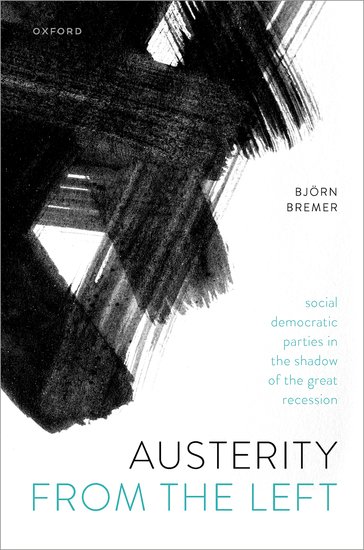 OXFORD
BJÖRN
BREMER
social
democratic
parties in
the shadow
of the great
recession
AUSTERITY
FROM THE LEFT